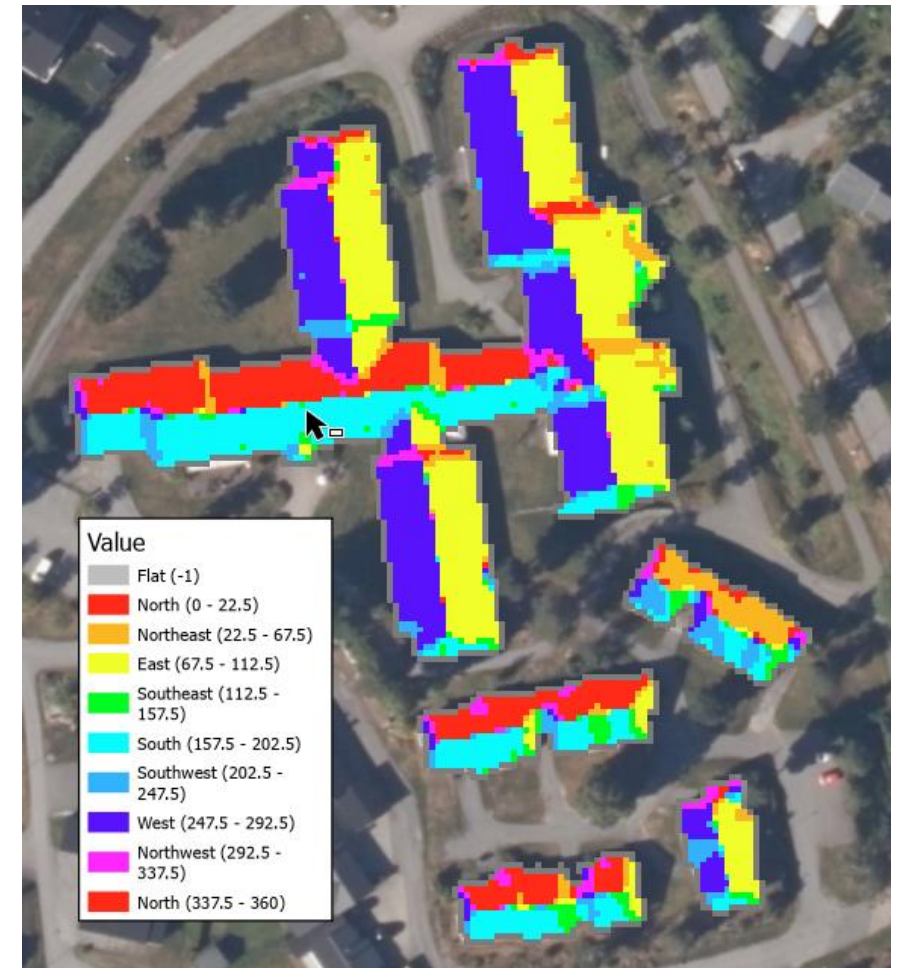 Value
Flat (-1)
North (0 - 22.5)
Northeast (22.5 - 67.5)
East (67.5 - 112.5)
Southeast (112.5 -
157.5)
South (157.5 - 202.5)
Southwest (202.5 -
247.5)
West (247.5 - 292.5)
Northwest (292.5 -
337.5)
North (337.5 - 360)